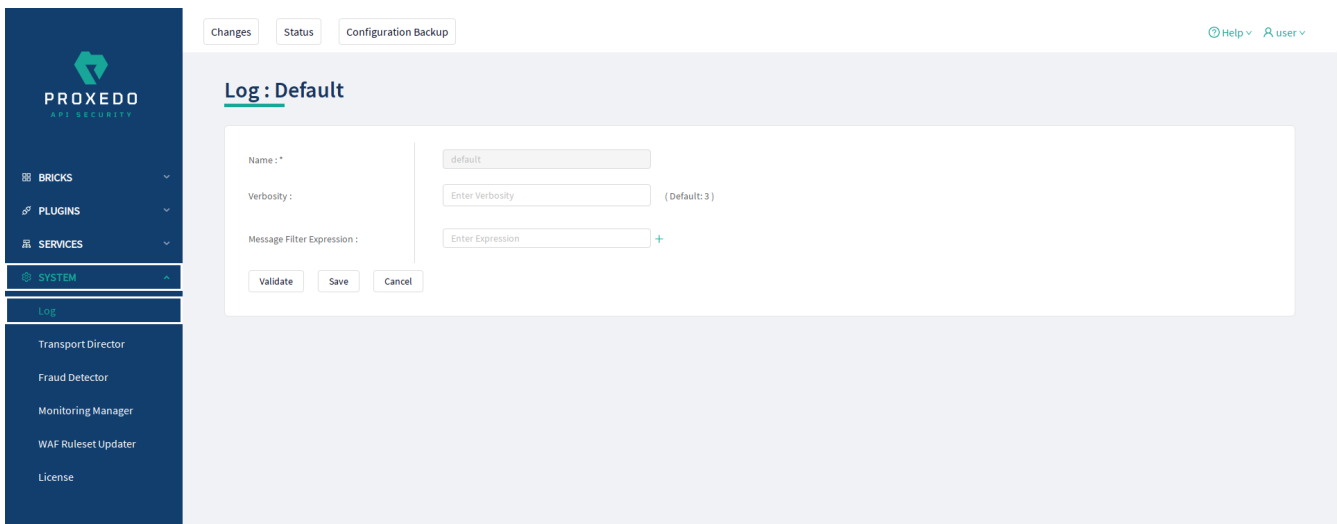 Changes Status Configuration Backup Help user
PROXEDO
API SECURITY
BRICKS
PLUGINS
SERVICES
SYSTEM
Log
Transport Director
Fraud Detector
Monitoring Manager
WAF Ruleset Updater
License
Log : Default
Name : * default
Verbosity : Enter Verbosity ( Default: 3 )
Message Filter Expression : Enter Expression +
Validate Save Cancel